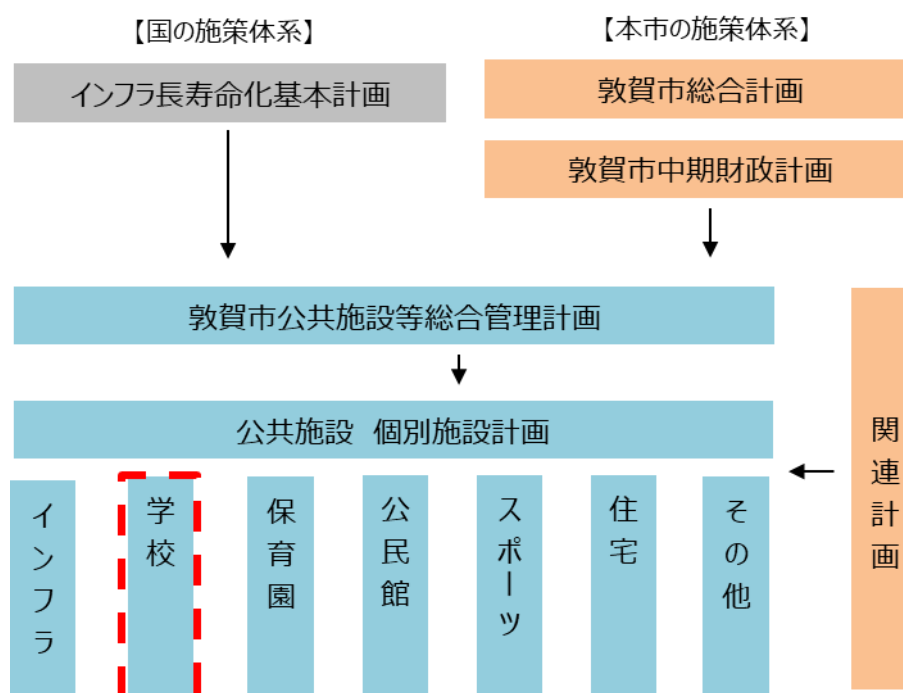 【国の施策体系】
【本市の施策体系】
インフラ長寿命化基本計画
敦賀市総合計画
敦賀市中期財政計画
敦賀市公共施設等総合管理計画
公共施設 個別施設計画
インフラ
学校
保育園
公民館
スポーツ
住宅
その他
関連計画